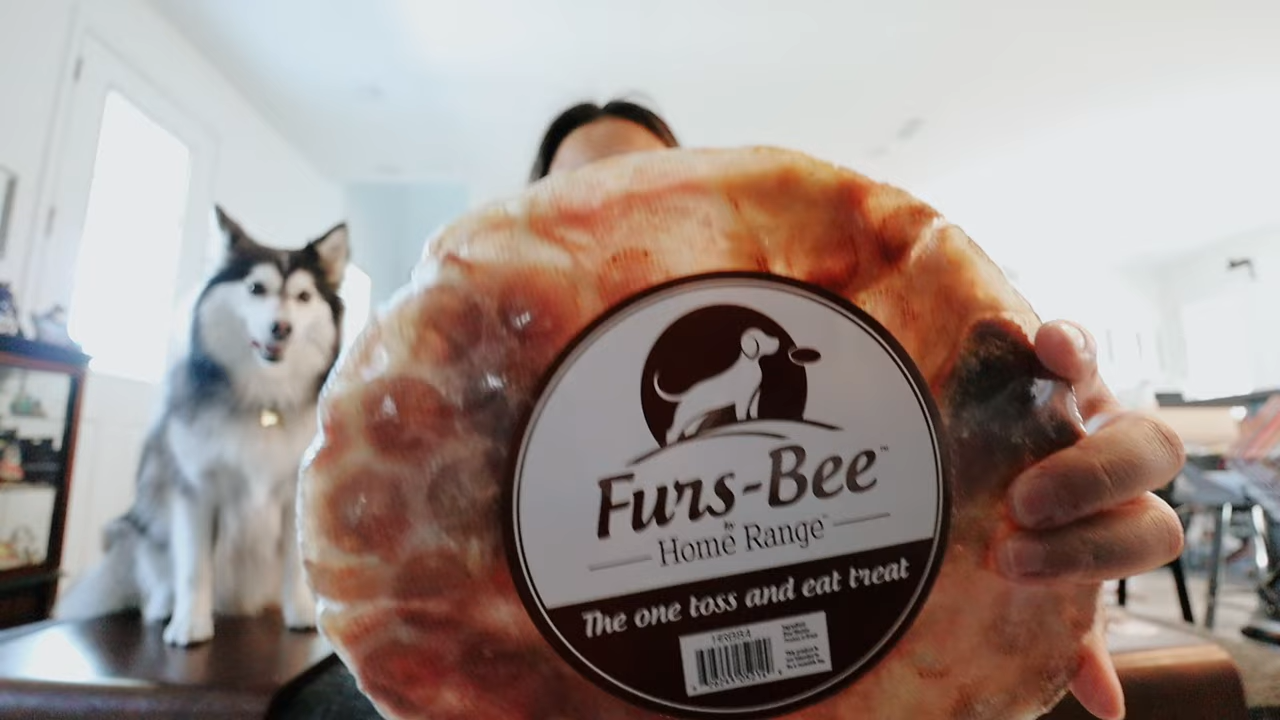 Furs-Bee™
by
Home Range™
The one toss and eat treat